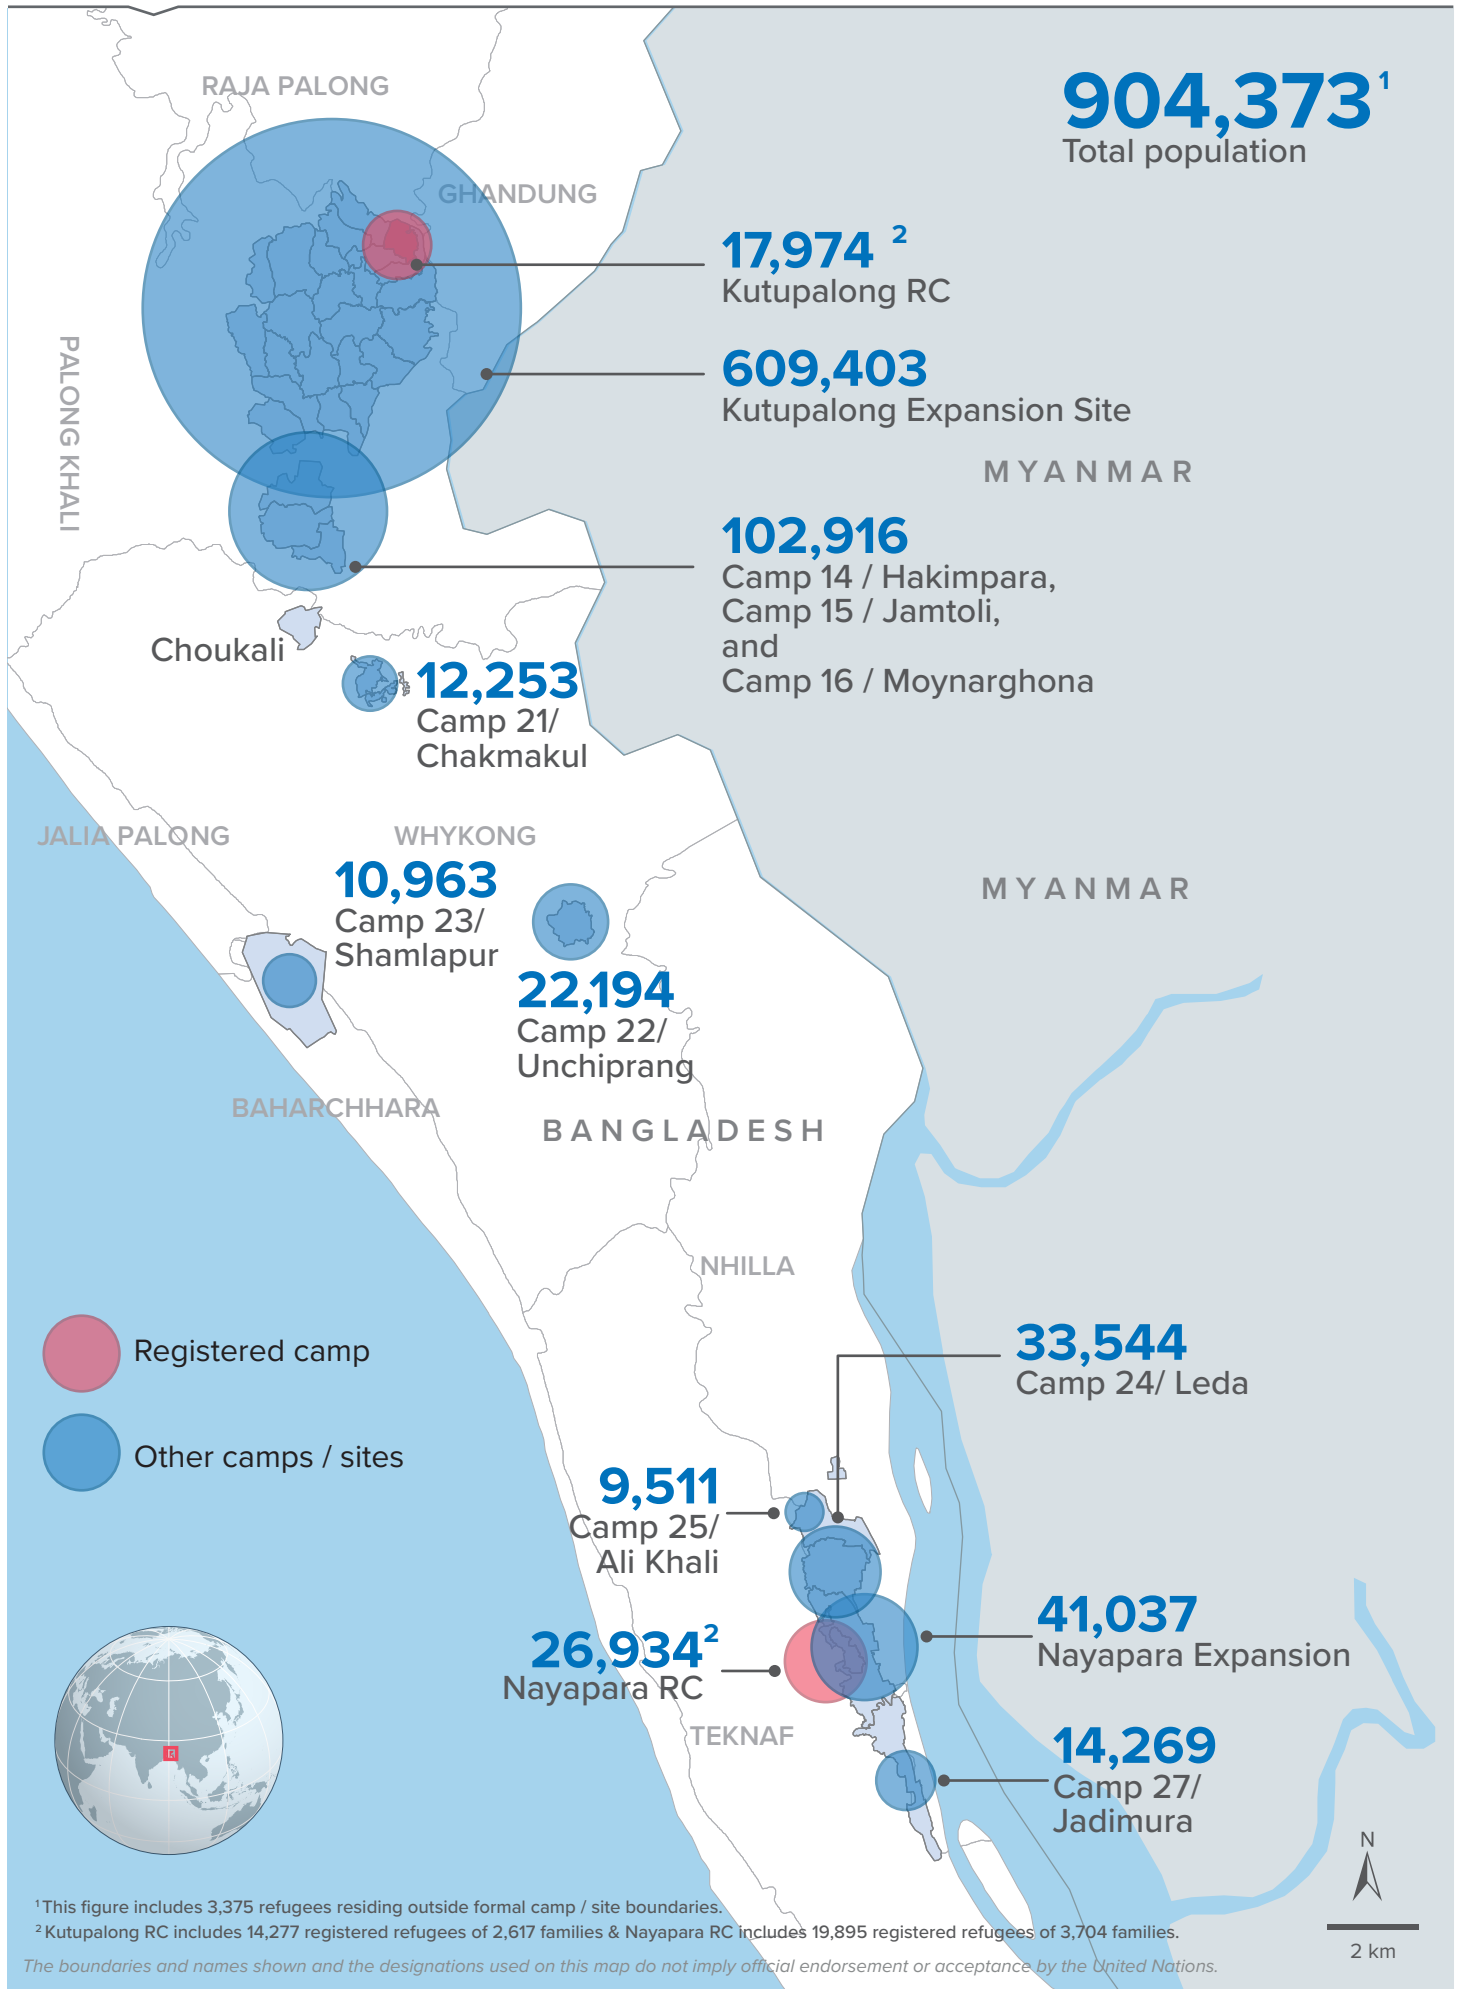 RAJA PALONG
904,373¹
Total population
GHANDUNG
17,974 ²
Kutupalong RC
PALONG KHALI
609,403
Kutupalong Expansion Site
MYANMAR
102,916
Camp 14 / Hakimpara,
Camp 15 / Jamtoli,
and
Camp 16 / Moynarghona
Choukali
12,253
Camp 21/
Chakmakul
JALIA PALONG
WHYKONG
10,963
Camp 23/
Shamlapur
MYANMAR
22,194
Camp 22/
Unchiprang
BAHARCHHARA
BANGLADESH
NHILLA
33,544
Camp 24/ Leda
Registered camp
Other camps / sites
9,511
Camp 25/
Ali Khali
41,037
Nayapara Expansion
26,934²
Nayapara RC
TEKNAF
14,269
Camp 27/
Jadimura
N
2 km
¹ This figure includes 3,375 refugees residing outside formal camp / site boundaries.
² Kutupalong RC includes 14,277 registered refugees of 2,617 families & Nayapara RC includes 19,895 registered refugees of 3,704 families.
The boundaries and names shown and the designations used on this map do not imply official endorsement or acceptance by the United Nations.